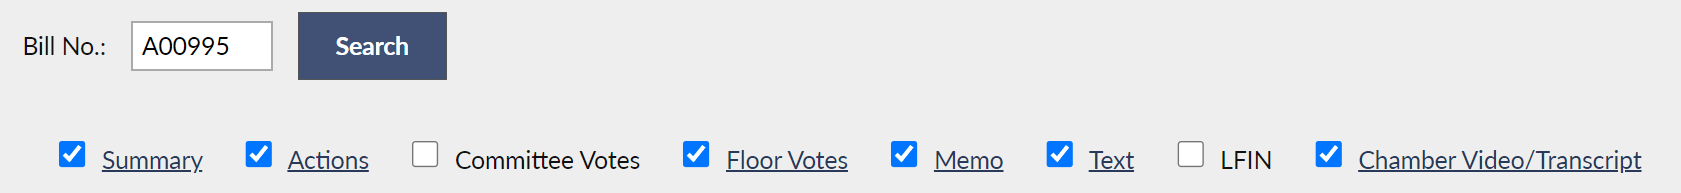 Bill No.: A00995 Search
Summary Actions Committee Votes Floor Votes Memo Text LFIN Chamber Video/Transcript